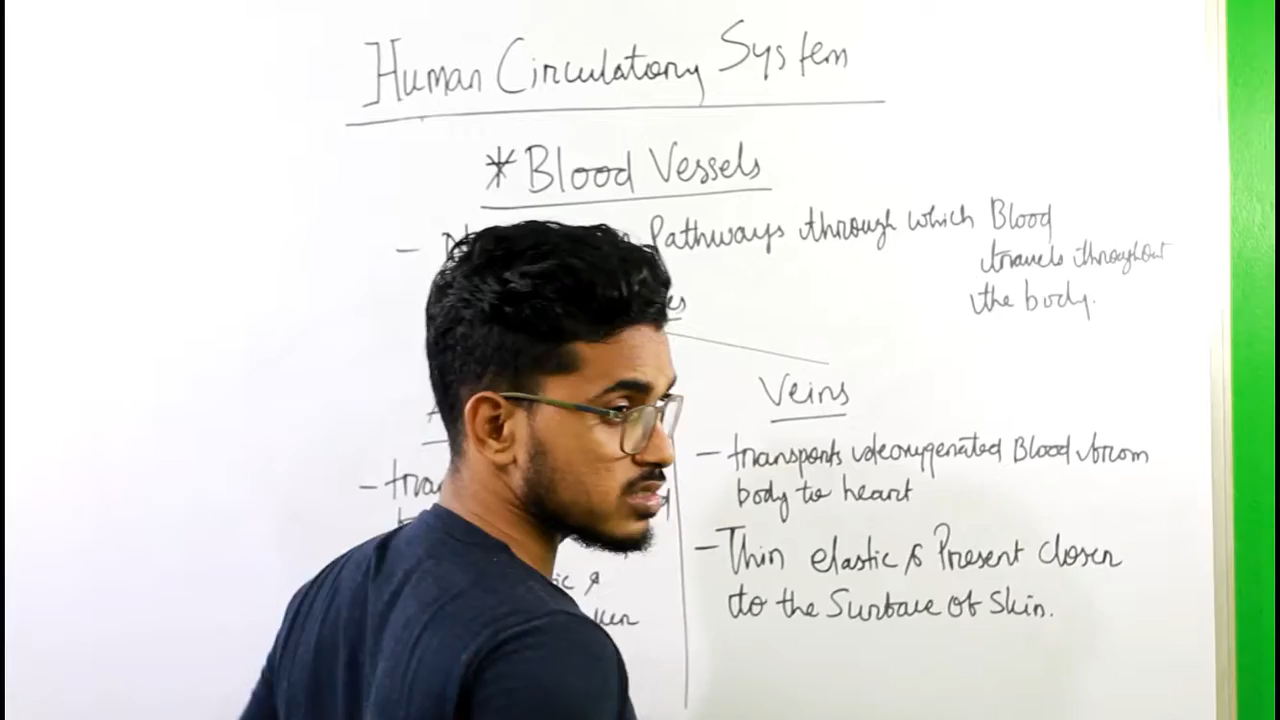 Human Circulatory System
* Blood Vessels
- Pathways through which Blood
travels throughout
the body.
Veins
- transports deoxygenated Blood from
body to heart
- Thin elastic & Present closer
to the Surface of Skin.